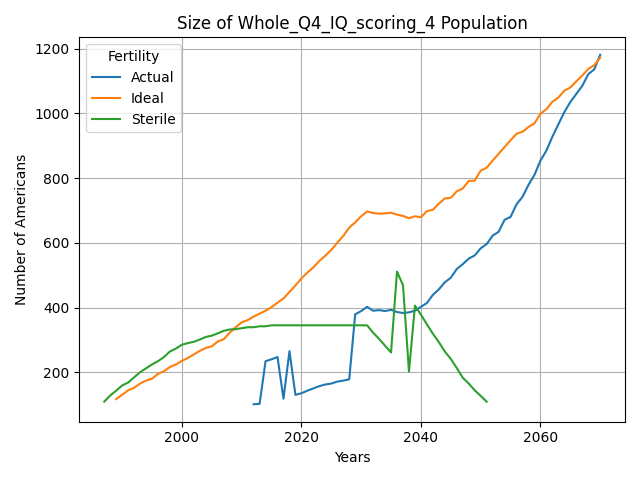 Size of Whole_Q4_IQ_scoring_4 Population
Fertility
Actual
Ideal
Sterile
Number of Americans
1200
1000
800
600
400
200
2000
2020
2040
2060
Years